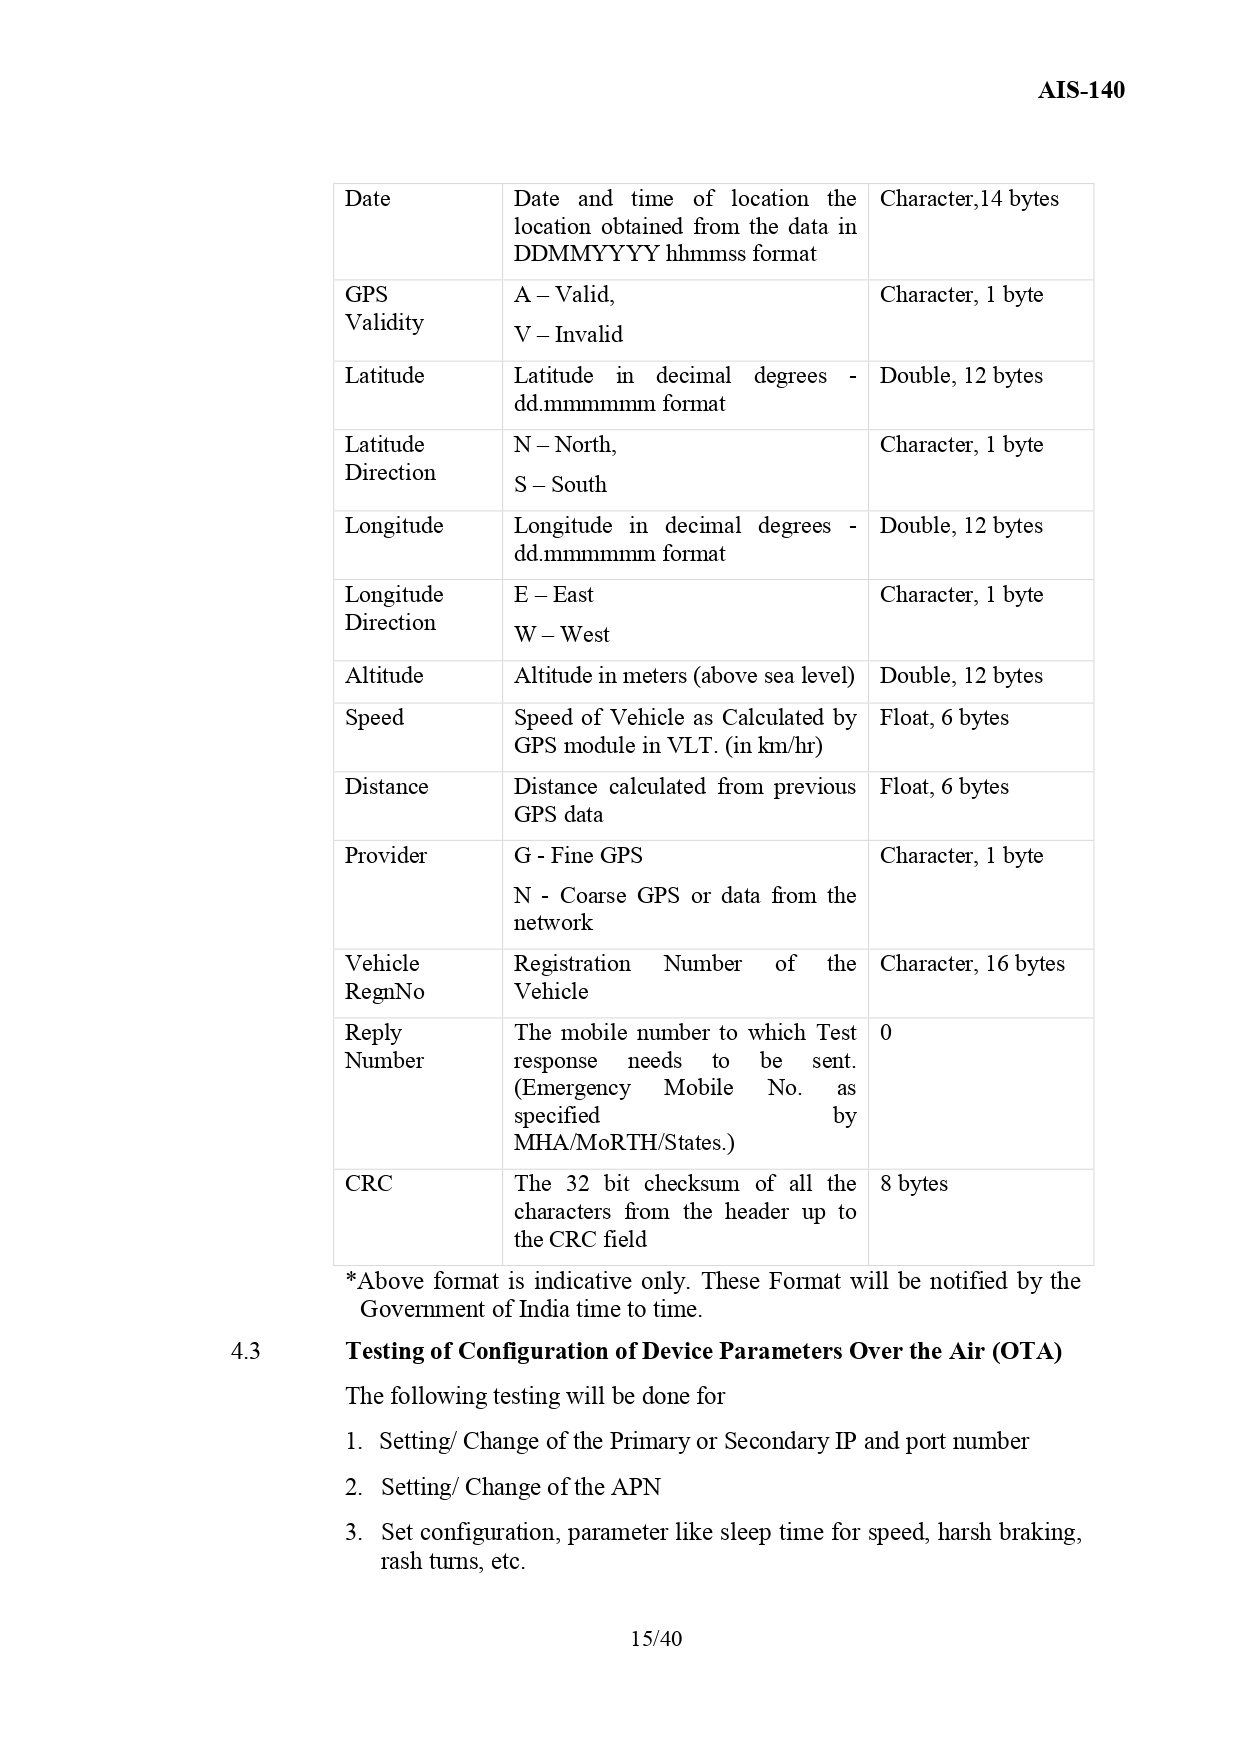 AIS-140
Date
Date and time of location the
location obtained from the data in
DDMMYYYY hhmmss format
Character,14 bytes
GPS
Validity
A – Valid,
V – Invalid
Character, 1 byte
Latitude
Latitude in decimal degrees -
dd.mmmmmm format
Double, 12 bytes
Latitude
Direction
N – North,
S – South
Character, 1 byte
Longitude
Longitude in decimal degrees -
dd.mmmmmm format
Double, 12 bytes
Longitude
Direction
E – East
W – West
Character, 1 byte
Altitude
Altitude in meters (above sea level)
Double, 12 bytes
Speed
Speed of Vehicle as Calculated by
GPS module in VLT. (in km/hr)
Float, 6 bytes
Distance
Distance calculated from previous
GPS data
Float, 6 bytes
Provider
G - Fine GPS
N - Coarse GPS or data from the
network
Character, 1 byte
Vehicle
RegnNo
Registration Number of the
Vehicle
Character, 16 bytes
Reply
Number
The mobile number to which Test
response needs to be sent.
(Emergency Mobile No. as
specified by
MHA/MoRTH/States.)
0
CRC
The 32 bit checksum of all the
characters from the header up to
the CRC field
8 bytes
*Above format is indicative only. These Format will be notified by the
Government of India time to time.
4.3 Testing of Configuration of Device Parameters Over the Air (OTA)
The following testing will be done for
1. Setting/ Change of the Primary or Secondary IP and port number
2. Setting/ Change of the APN
3. Set configuration, parameter like sleep time for speed, harsh braking,
rash turns, etc.
15/40